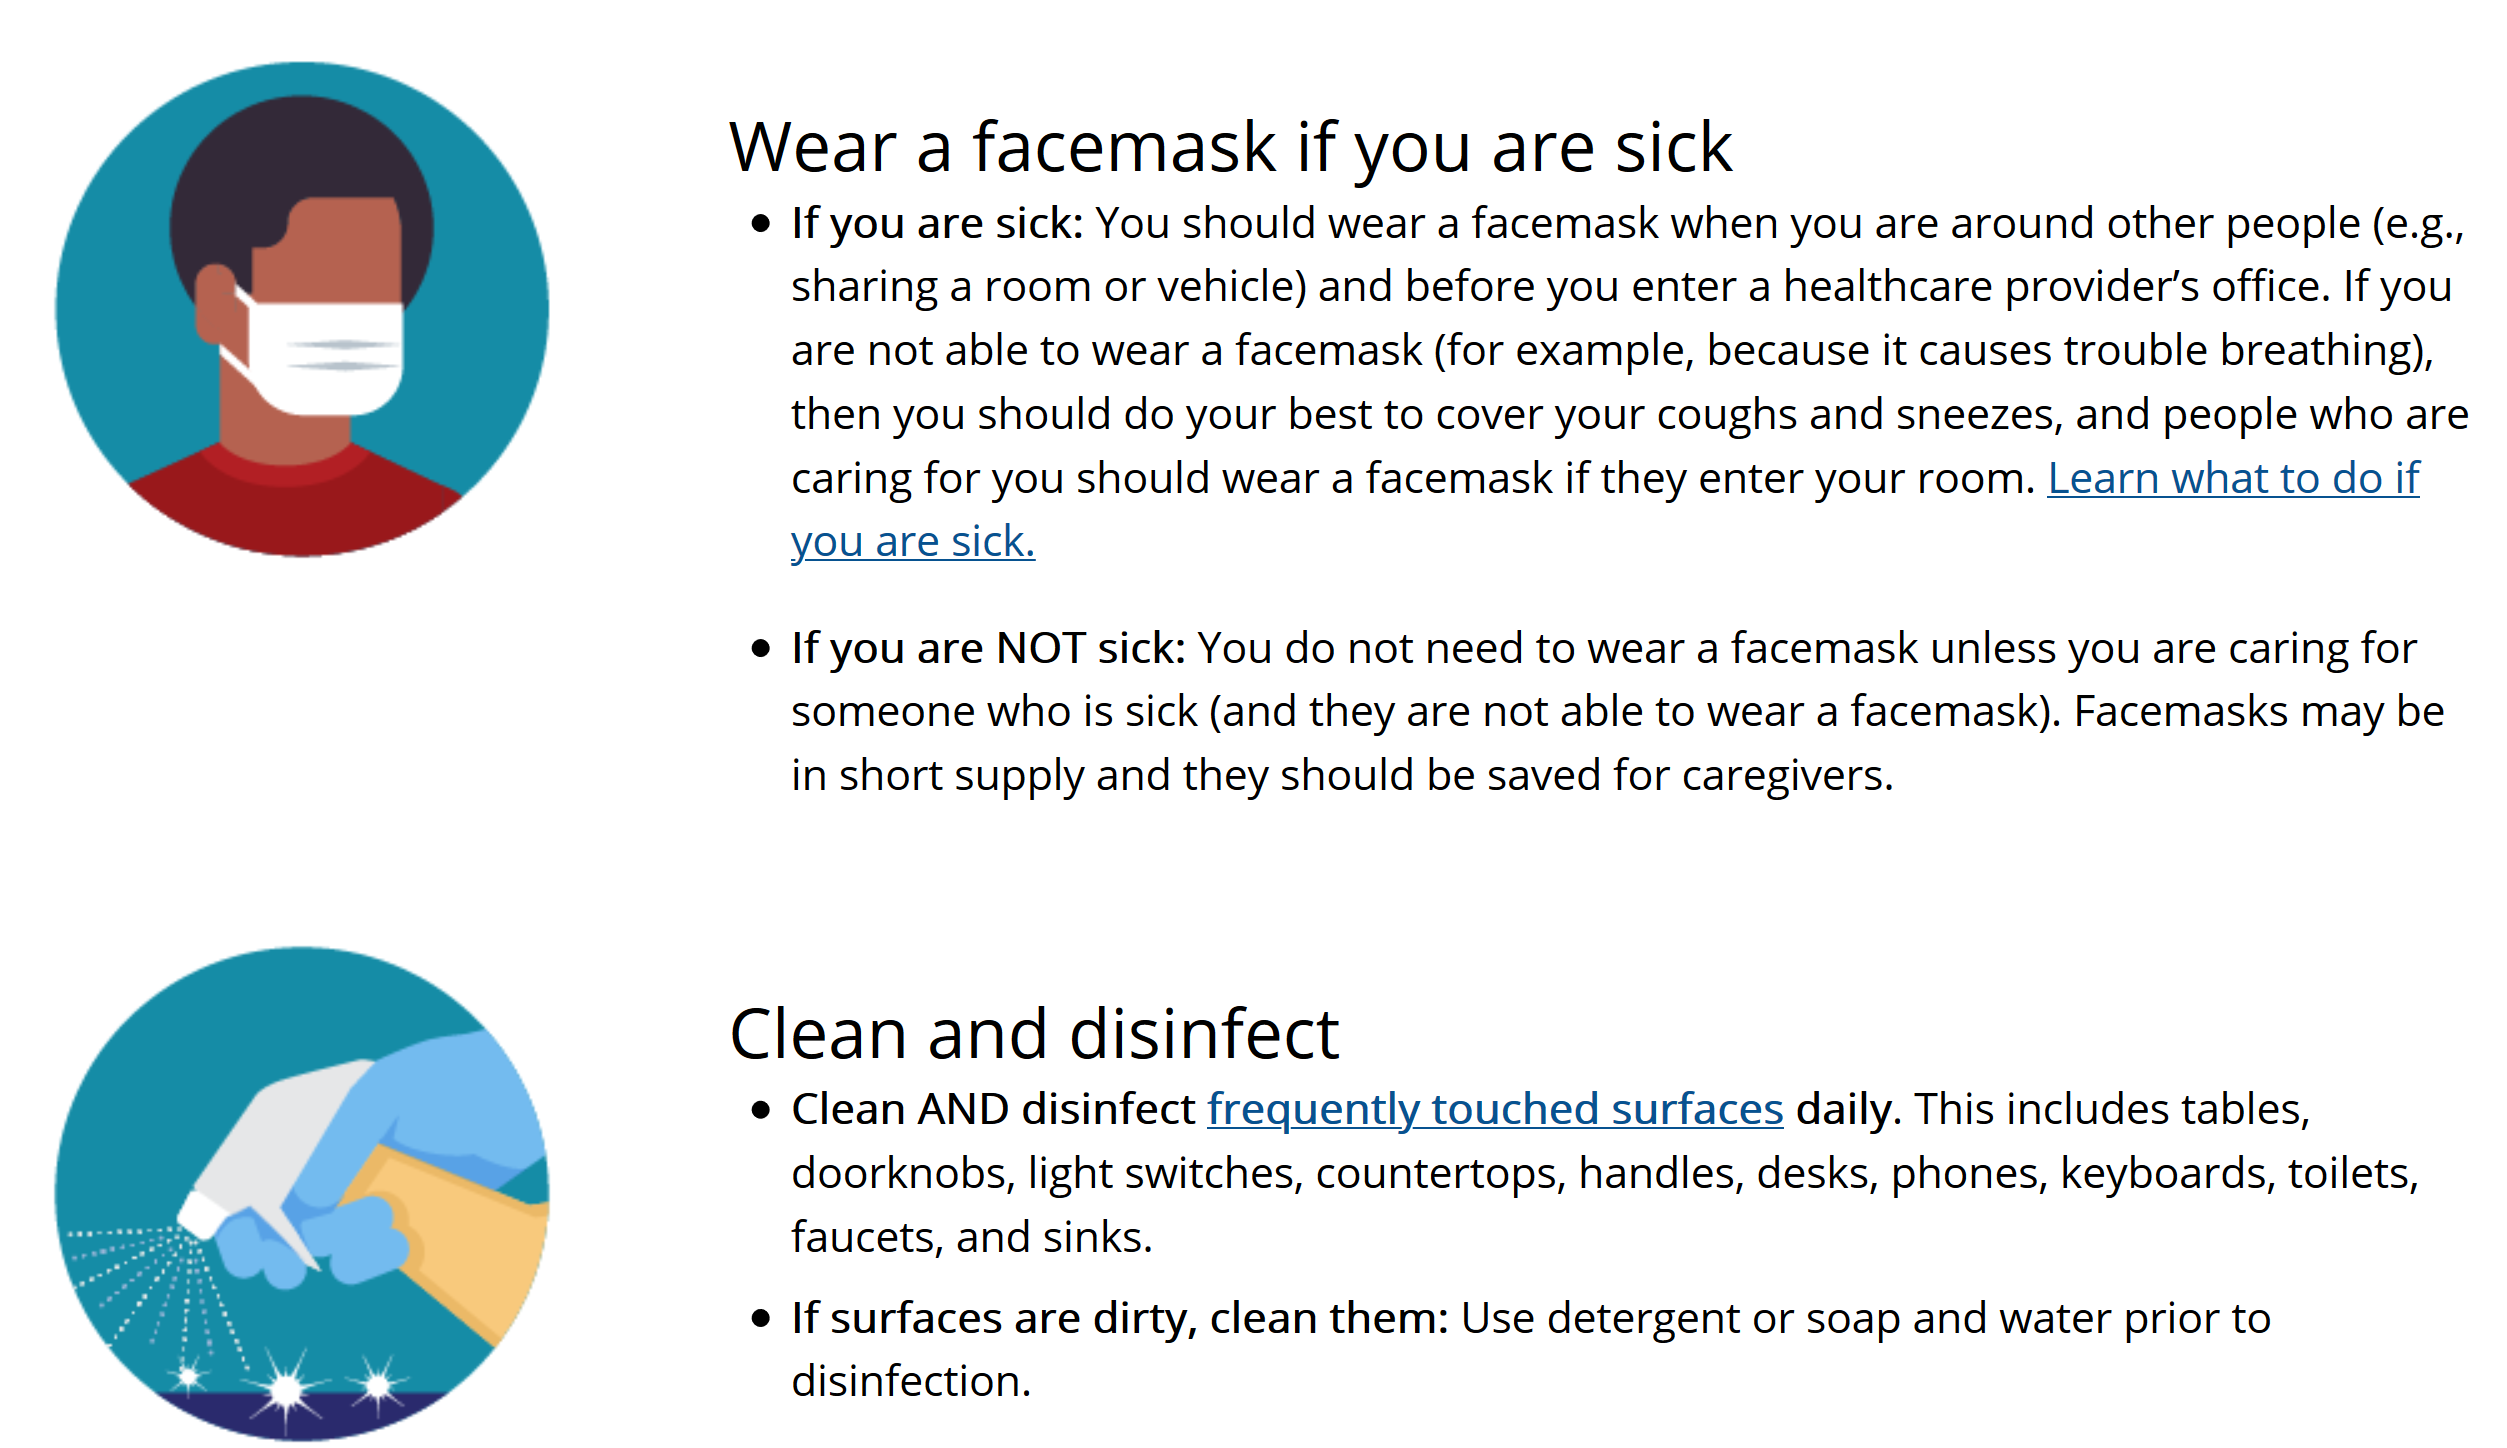 Wear a facemask if you are sick
• If you are sick: You should wear a facemask when you are around other people (e.g.,
sharing a room or vehicle) and before you enter a healthcare provider’s office. If you
are not able to wear a facemask (for example, because it causes trouble breathing),
then you should do your best to cover your coughs and sneezes, and people who are
caring for you should wear a facemask if they enter your room. Learn what to do if
you are sick.
• If you are NOT sick: You do not need to wear a facemask unless you are caring for
someone who is sick (and they are not able to wear a facemask). Facemasks may be
in short supply and they should be saved for caregivers.
Clean and disinfect
• Clean AND disinfect frequently touched surfaces daily. This includes tables,
doorknobs, light switches, countertops, handles, desks, phones, keyboards, toilets,
faucets, and sinks.
• If surfaces are dirty, clean them: Use detergent or soap and water prior to
disinfection.